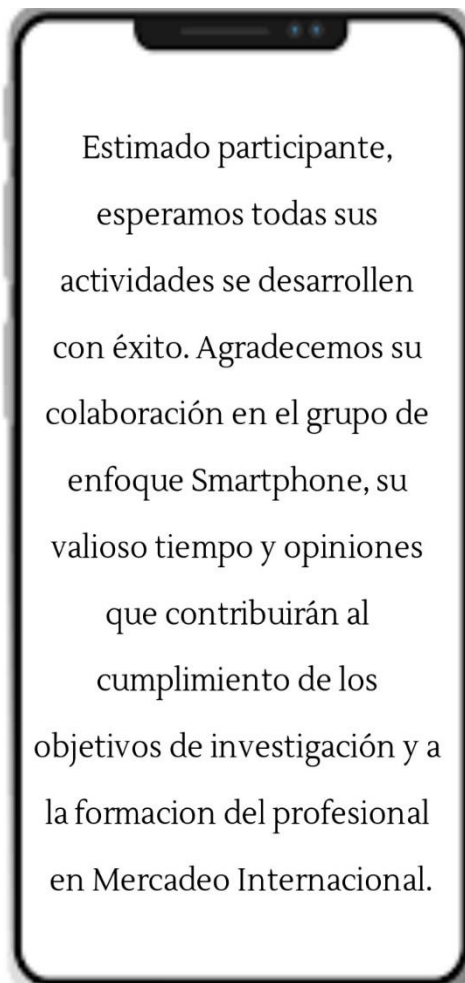 Estimado participante,
esperamos todas sus
actividades se desarrollen
con éxito. Agradecemos su
colaboración en el grupo de
enfoque Smartphone, su
valioso tiempo y opiniones
que contribuirán al
cumplimiento de los
objetivos de investigación y a
la formacion del profesional
en Mercadeo Internacional.